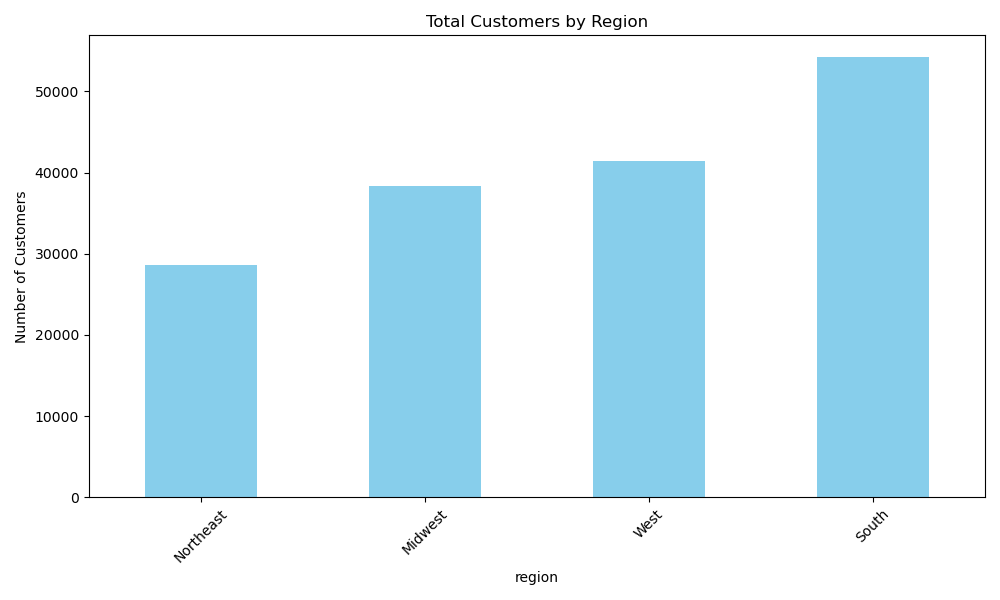 Total Customers by Region
Number of Customers
50000
40000
30000
20000
10000
0
Northeast
Midwest
West
South
region